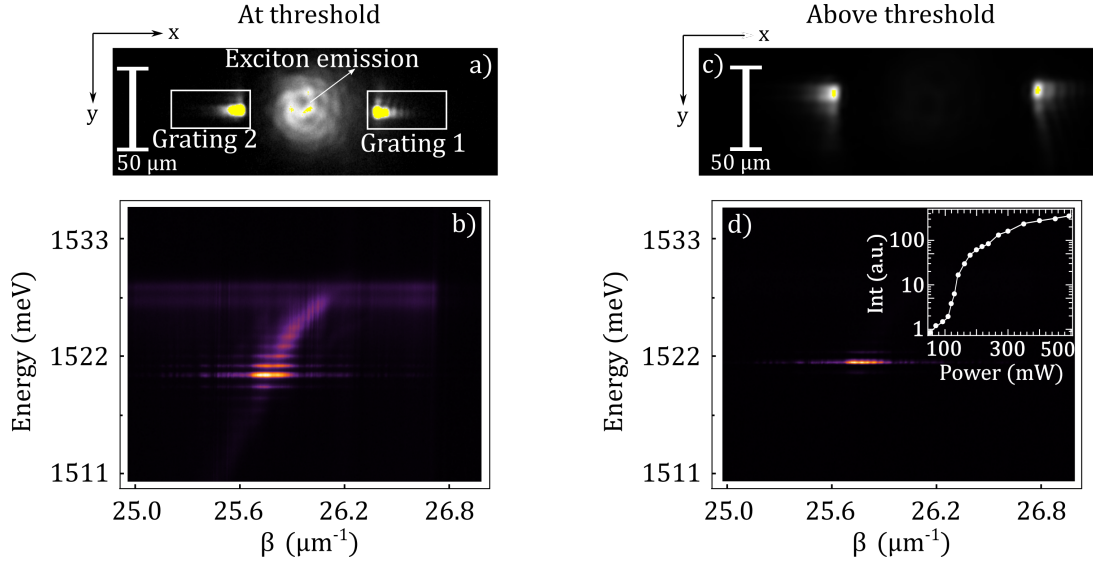 At threshold
Above threshold
x
y
Exciton emission
a)
Grating 2
Grating 1
50 μm
x
y
c)
50 μm
b)
1533
1522
1511
Energy (meV)
25.0
25.6
26.2
26.8
β (μm⁻¹)
d)
1533
1522
1511
Energy (meV)
25.0
25.6
26.2
26.8
β (μm⁻¹)
Int (a.u.)
100
10
1
100
300
500
Power (mW)